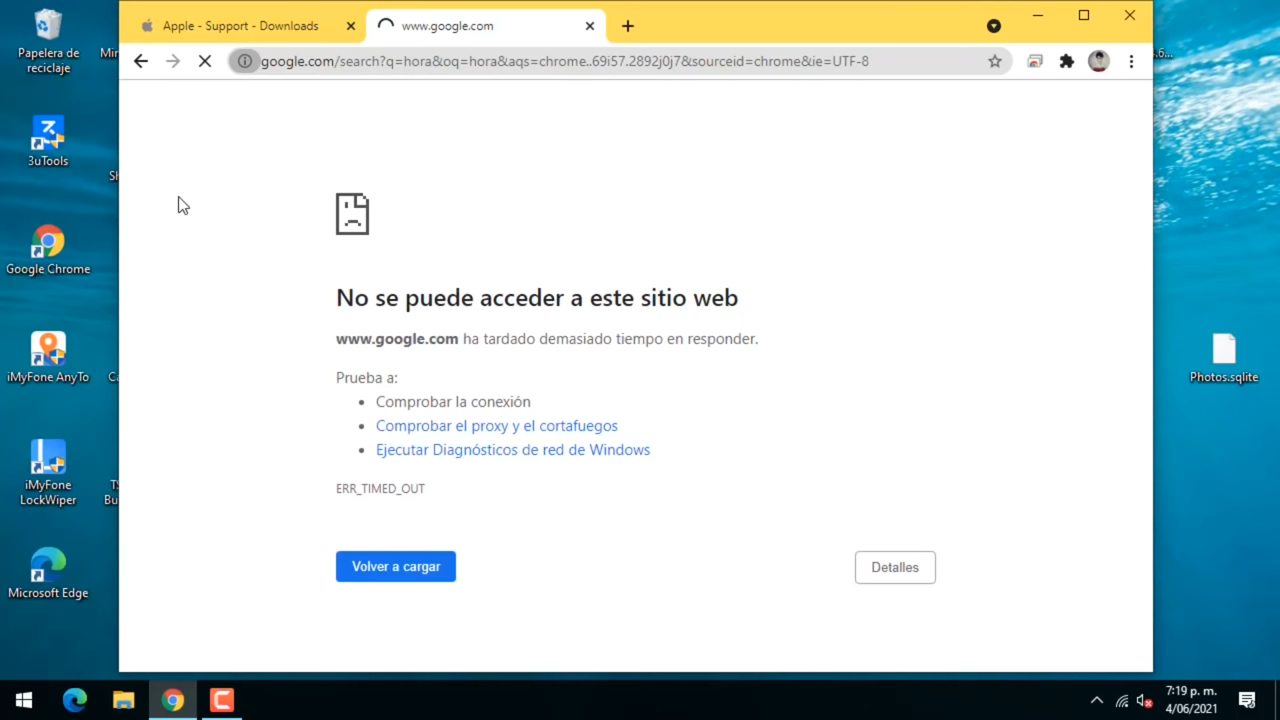 Apple - Support - Downloads
www.google.com
google.com/search?q=hora&oq=hora&aqs=chrome..69i57.2892j0j7&sourceid=chrome&ie=UTF-8
Papelera de
reciclaje
3uTools
Google Chrome
iMyFone AnyTo
iMyFone
LockWiper
Microsoft Edge
No se puede acceder a este sitio web
www.google.com ha tardado demasiado tiempo en responder.
Prueba a:
Comprobar la conexión
Comprobar el proxy y el cortafuegos
Ejecutar Diagnósticos de red de Windows
ERR_TIMED_OUT
Volver a cargar
Detalles
Photos.sqlite
7:19 p. m.
4/06/2021